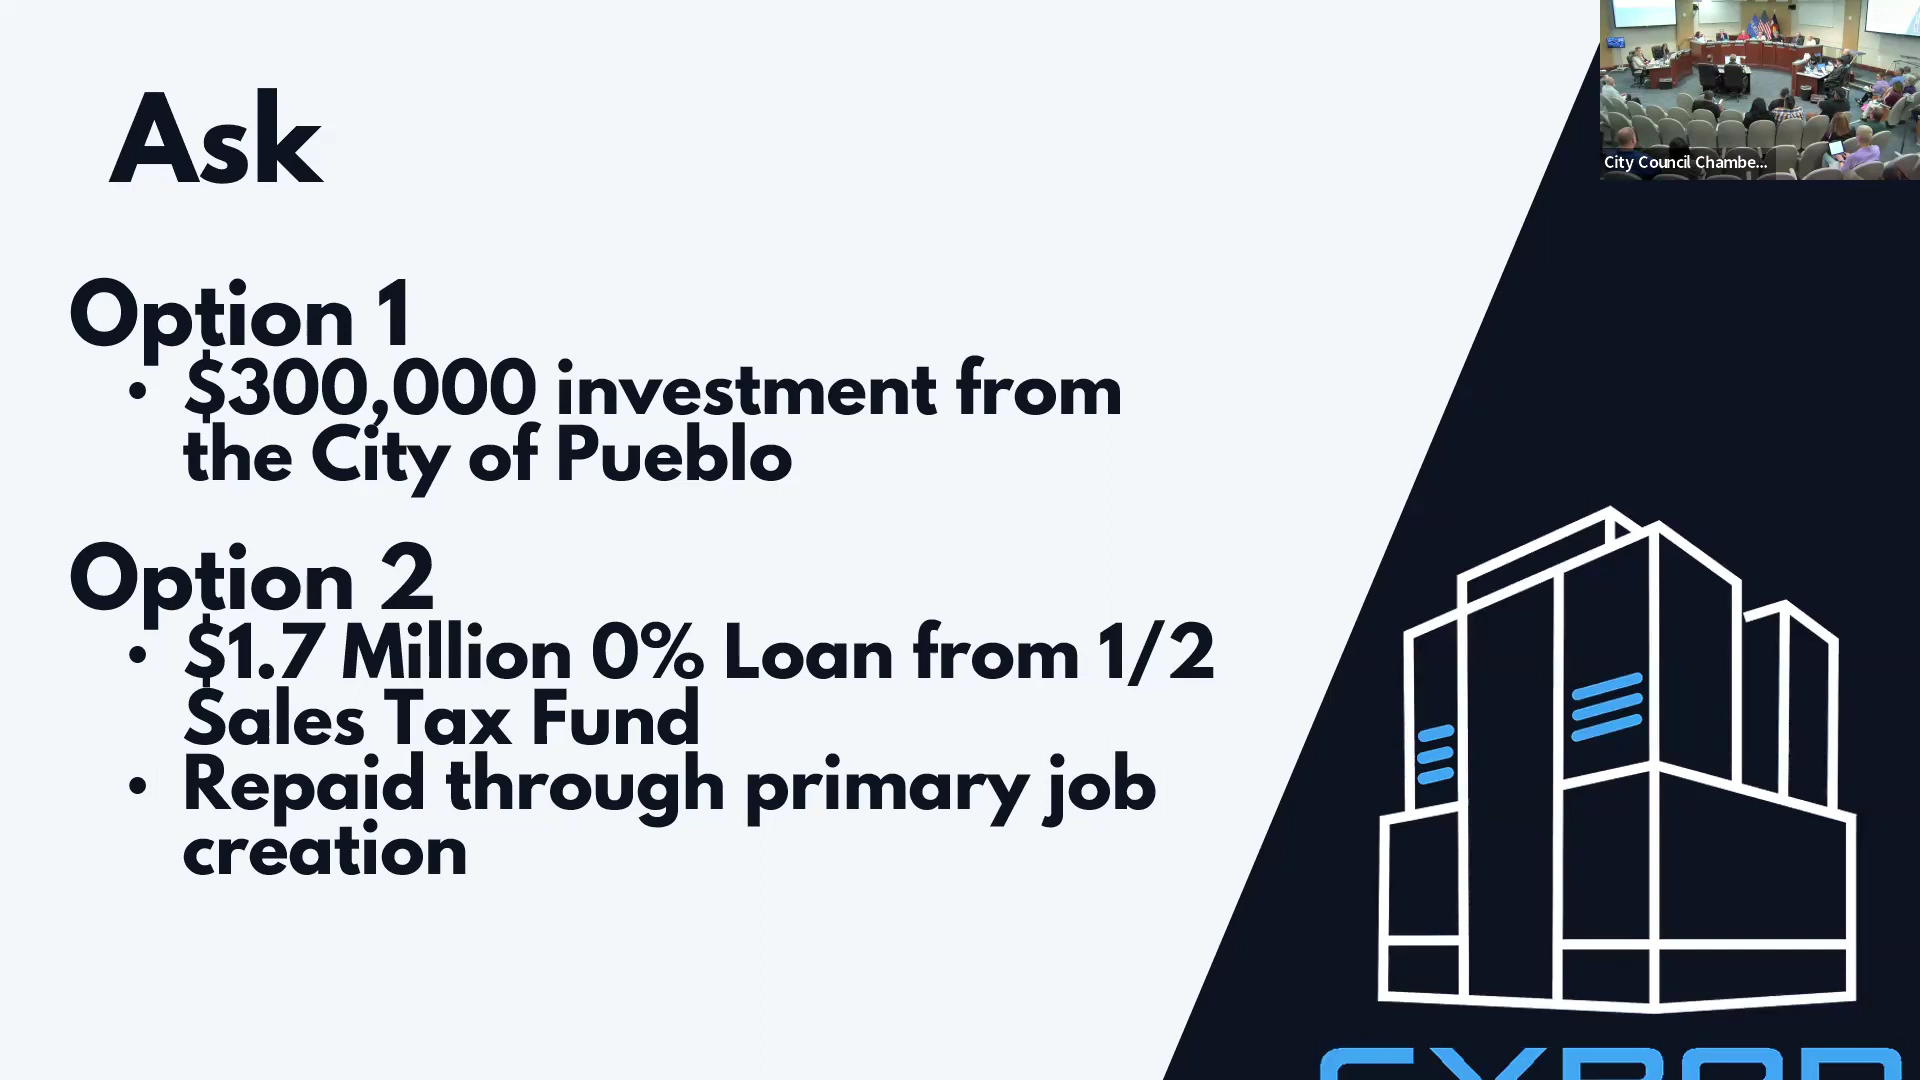 City Council Chambe...
Ask
Option 1
• $300,000 investment from
the City of Pueblo
Option 2
• $1.7 Million 0% Loan from 1/2
Sales Tax Fund
• Repaid through primary job
creation